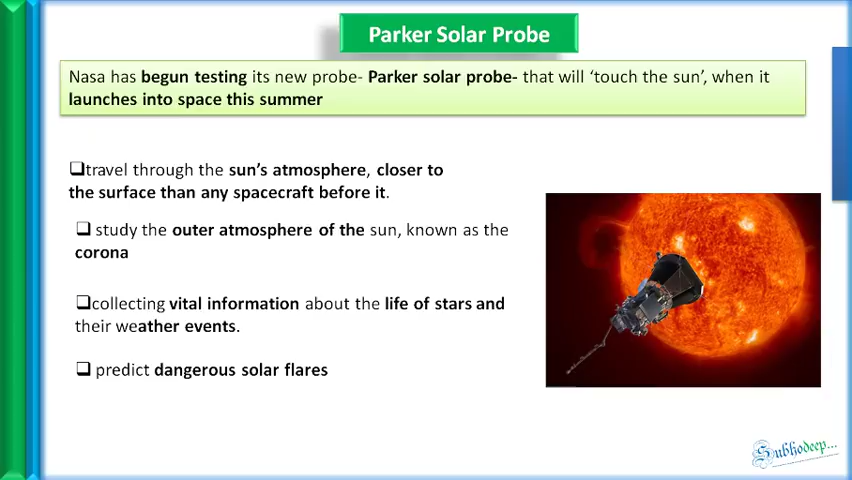 Parker Solar Probe
Nasa has begun testing its new probe- Parker solar probe- that will ‘touch the sun’, when it
launches into space this summer
❑travel through the sun’s atmosphere, closer to
the surface than any spacecraft before it.
❑ study the outer atmosphere of the sun, known as the
corona
❑collecting vital information about the life of stars and
their weather events.
❑ predict dangerous solar flares
Subhodeep...